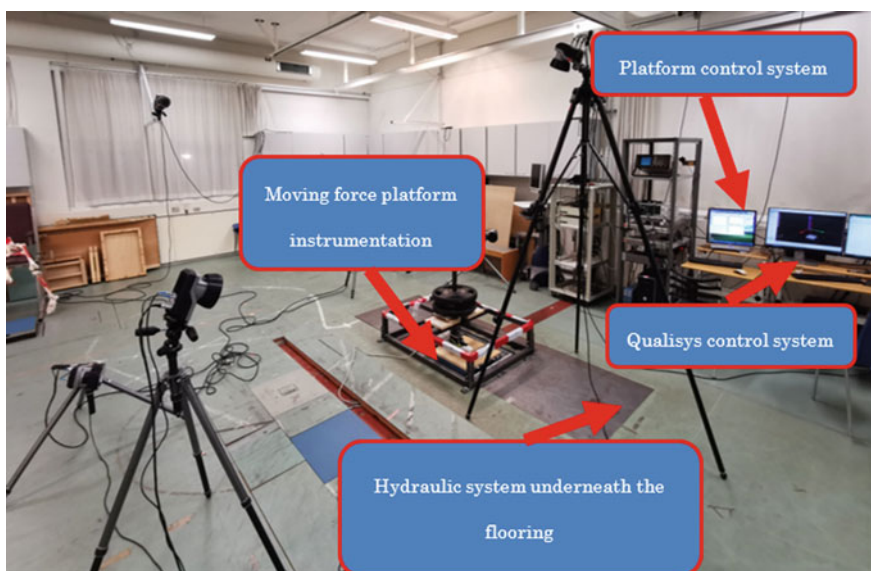 Platform control system
Moving force platform
instrumentation
Qualisys control system
Hydraulic system underneath the
flooring